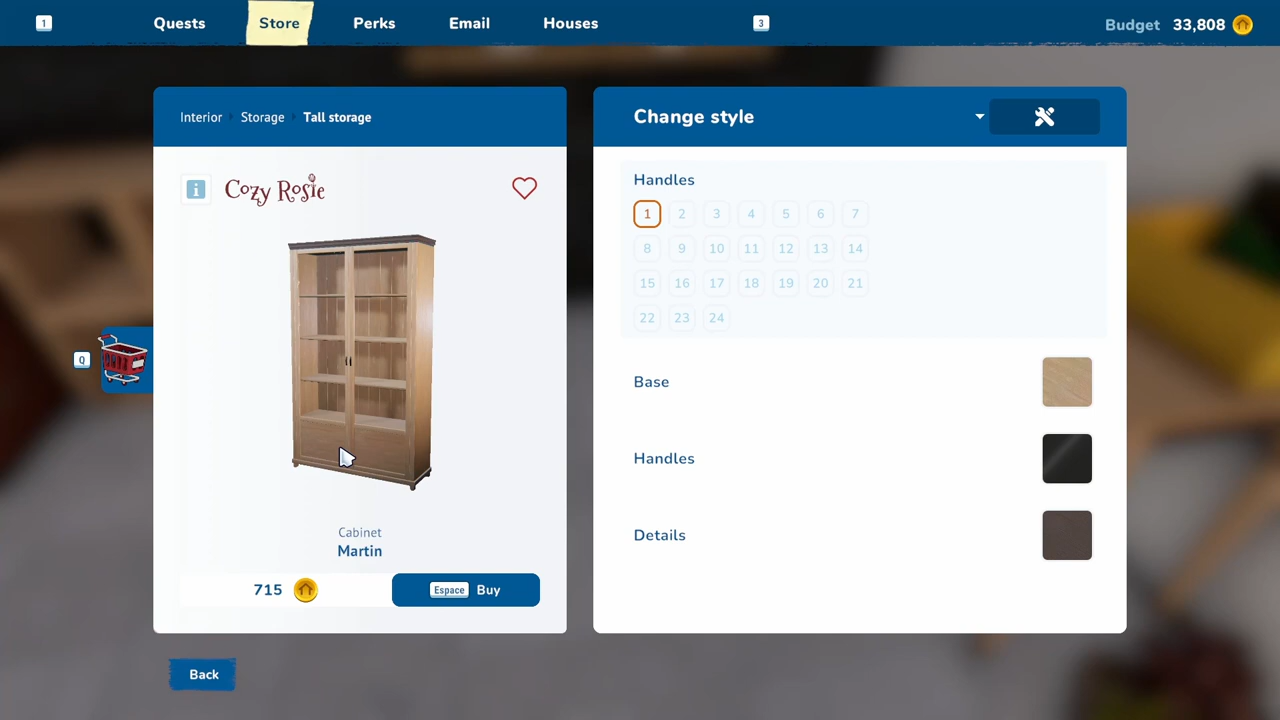 1 Quests Store Perks Email Houses 3 Budget 33,808
Interior Storage Tall storage
Change style
i Cozy Rosie
Handles
1 2 3 4 5 6 7
8 9 10 11 12 13 14
15 16 17 18 19 20 21
22 23 24
Q
Base
Handles
Details
Cabinet
Martin
715 Espace Buy
Back